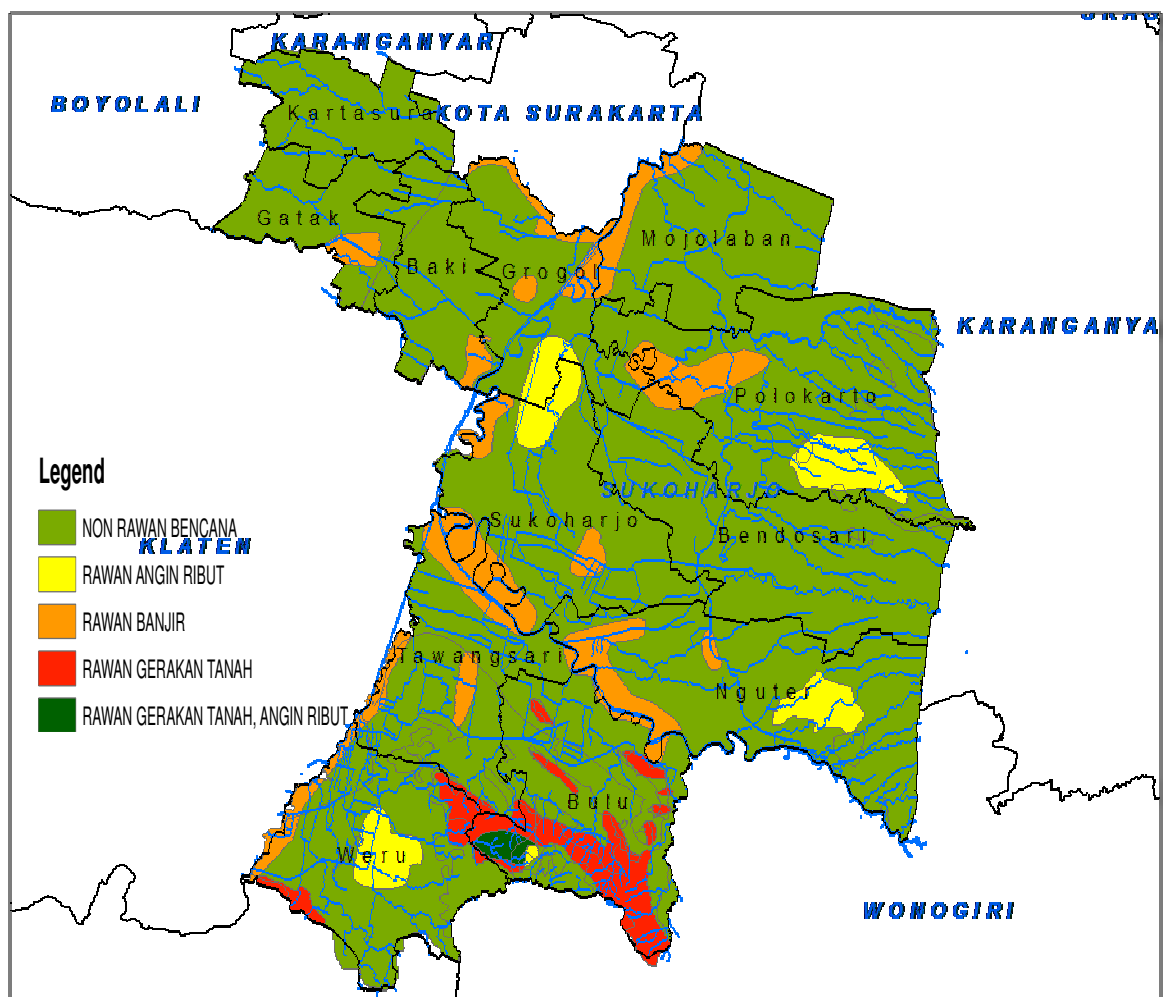 KARANGANYAR
BOYOLALI
Kartasura
KOTA SURAKARTA
Gatak
Mojolaban
Baki
Grogol
KARANGANYA
Polokarto
Legend
SUKOHARJO
Sukoharjo
NON RAWAN BENCANA
Bendosari
KLATEN
RAWAN ANGIN RIBUT
RAWAN BANJIR
Tawangsari
RAWAN GERAKAN TANAH
Nguter
RAWAN GERAKAN TANAH, ANGIN RIBUT
Bulu
Weru
WONOGIRI